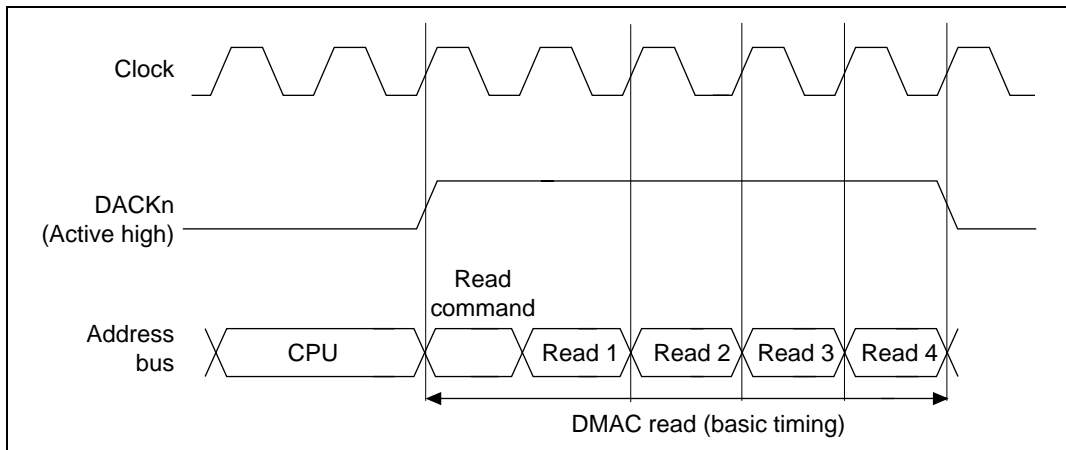 Clock
DACKn
(Active high)
Read
command
Address
bus
CPU
Read 1
Read 2
Read 3
Read 4
DMAC read (basic timing)